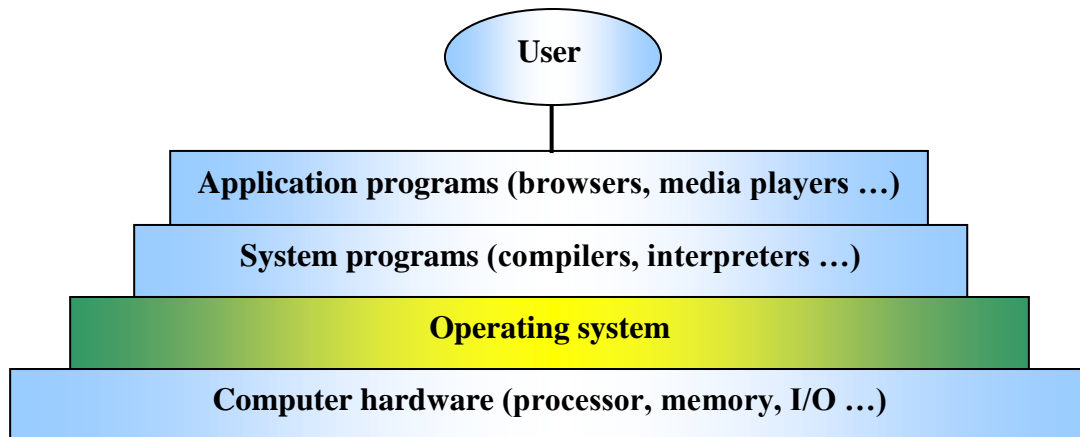 User
Application programs (browsers, media players …)
System programs (compilers, interpreters …)
Operating system
Computer hardware (processor, memory, I/O …)